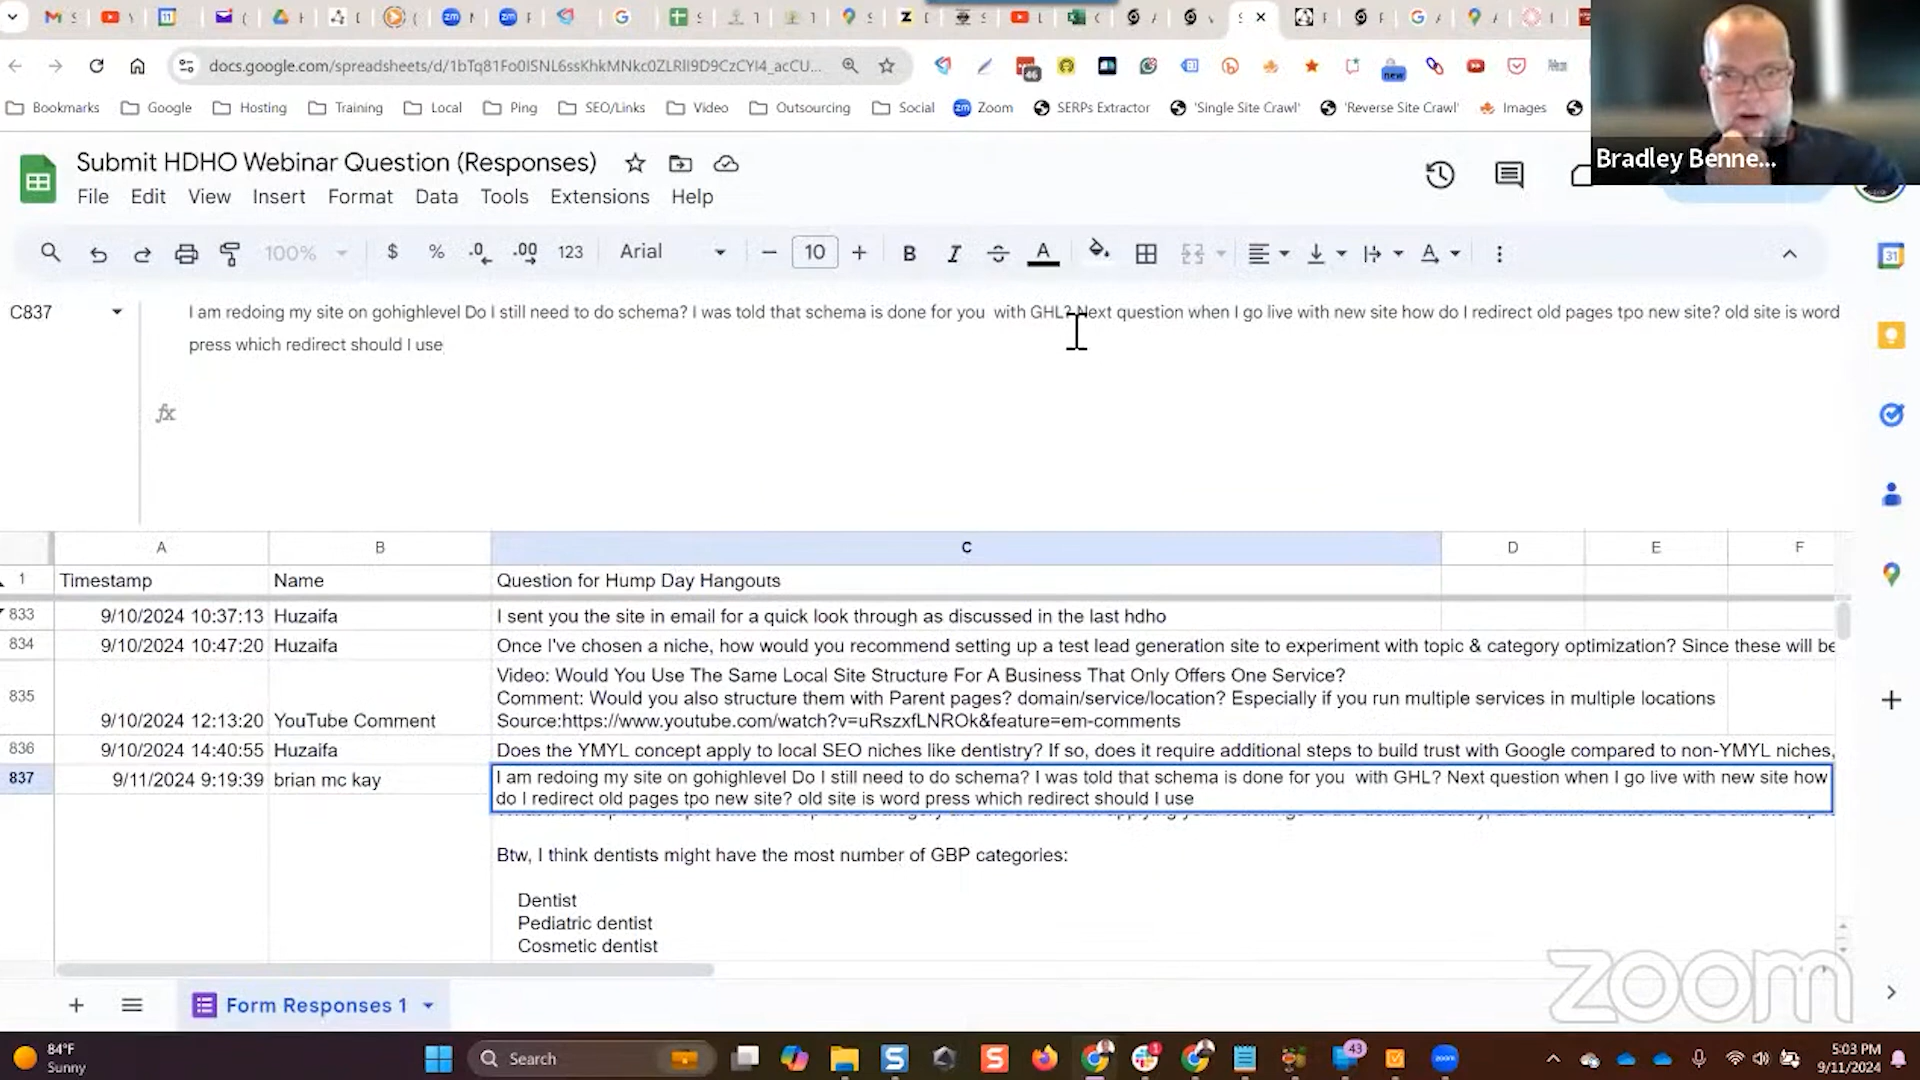 docs.google.com/spreadsheets/d/1bTq81Fo0lSNL6ssKhkMNkc0ZLRll9D9CzCYl4_acCU...
46
new
Bookmarks Google Hosting Training Local Ping SEO/Links Video Outsourcing Social Zoom SERPs Extractor 'Single Site Crawl' 'Reverse Site Crawl' Images
Bradley Benne...
Submit HDHO Webinar Question (Responses)
File Edit View Insert Format Data Tools Extensions Help
100% $ % .0 .00 123 Arial 10 B I A
C837
I am redoing my site on gohighlevel Do I still need to do schema? I was told that schema is done for you with GHL? Next question when I go live with new site how do I redirect old pages tpo new site? old site is word
press which redirect should I use
fx
A B C D E F
1 Timestamp Name Question for Hump Day Hangouts
833 9/10/2024 10:37:13 Huzaifa I sent you the site in email for a quick look through as discussed in the last hdho
834 9/10/2024 10:47:20 Huzaifa Once I've chosen a niche, how would you recommend setting up a test lead generation site to experiment with topic & category optimization? Since these will be
Video: Would You Use The Same Local Site Structure For A Business That Only Offers One Service?
835 Comment: Would you also structure them with Parent pages? domain/service/location? Especially if you run multiple services in multiple locations
9/10/2024 12:13:20 YouTube Comment Source:https://www.youtube.com/watch?v=uRszxfLNROk&feature=em-comments
836 9/10/2024 14:40:55 Huzaifa Does the YMYL concept apply to local SEO niches like dentistry? If so, does it require additional steps to build trust with Google compared to non-YMYL niches,
837 9/11/2024 9:19:39 brian mc kay I am redoing my site on gohighlevel Do I still need to do schema? I was told that schema is done for you with GHL? Next question when I go live with new site how
do I redirect old pages tpo new site? old site is word press which redirect should I use
Btw, I think dentists might have the most number of GBP categories:
Dentist
Pediatric dentist
Cosmetic dentist
zoom
Form Responses 1
84°F
Sunny
Search
43
zoom
5:03 PM
9/11/2024